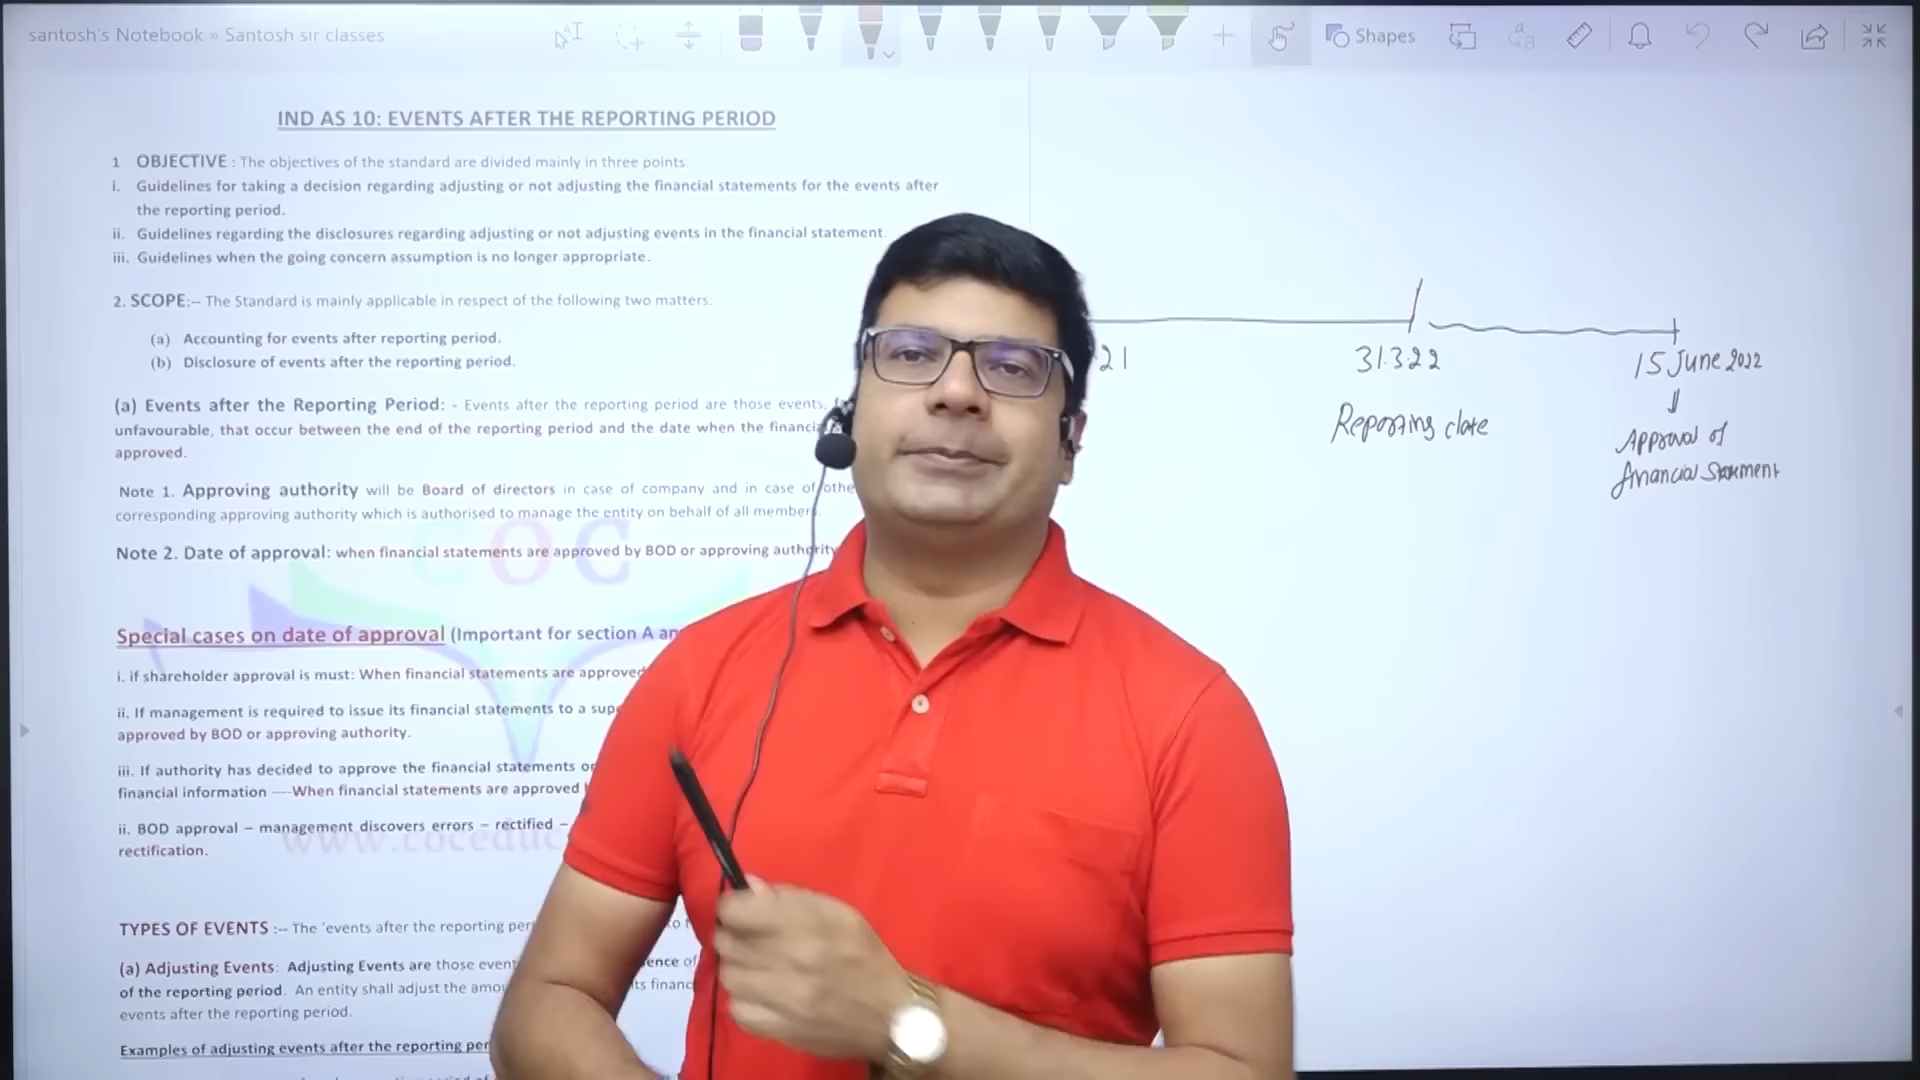 santosh's Notebook » Santosh sir classes
Shapes
IND AS 10: EVENTS AFTER THE REPORTING PERIOD
1 OBJECTIVE : The objectives of the standard are divided mainly in three points.
i. Guidelines for taking a decision regarding adjusting or not adjusting the financial statements for the events after
the reporting period.
ii. Guidelines regarding the disclosures regarding adjusting or not adjusting events in the financial statement.
iii. Guidelines when the going concern assumption is no longer appropriate.
2. SCOPE:-- The Standard is mainly applicable in respect of the following two matters:
(a) Accounting for events after reporting period.
(b) Disclosure of events after the reporting period.
(a) Events after the Reporting Period: - Events after the reporting period are those events,
unfavourable, that occur between the end of the reporting period and the date when the
approved.
Note 1. Approving authority will be Board of directors in case of company and in case of
corresponding approving authority which is authorised to manage the entity on behalf of all
Note 2. Date of approval: when financial statements are approved by BOD or approving authority
COC
Special cases on date of approval (Important for section A
i. if shareholder approval is must: When financial statements are approved
ii. If management is required to issue its financial statements to a
approved by BOD or approving authority.
iii. If authority has decided to approve the financial statements
financial information ----When financial statements are approved
ii. BOD approval – management discovers errors – rectified –
rectification.
TYPES OF EVENTS :-- The 'events after the reporting
(a) Adjusting Events: Adjusting Events are those
of the reporting period. An entity shall adjust the
events after the reporting period.
Examples of adjusting events after the reporting
21
31.3.22
15 June 2022
Reporting date
Approval of
financial statement